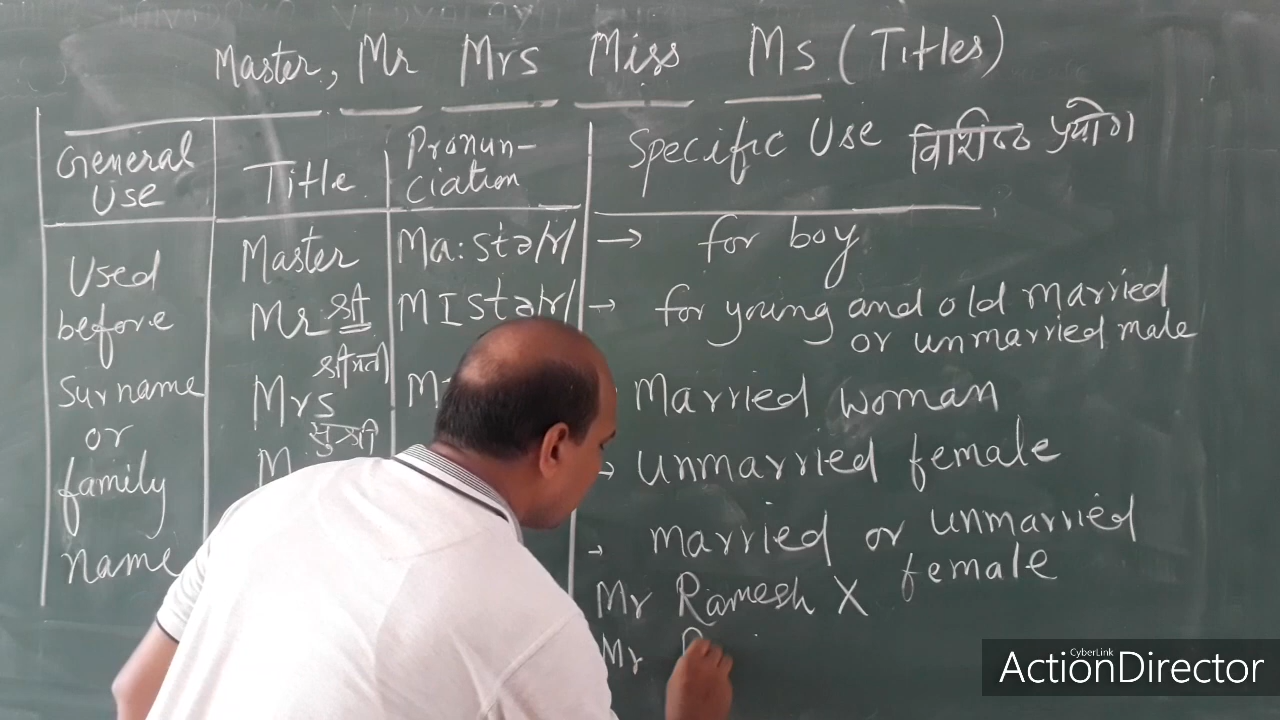 Master, Mr Mrs Miss Ms (Titles)
General Use
Title
Pronun-
ciation
Specific Use विशिष्ट प्रयोग
Used
before
Surname
or
family
name
Master
Mr श्री
श्रीमती
Mrs
सुश्री
M
Ma:stə/r/
MIstə/r/
M
→ for boy
→ for young and old married
or unmarried male
Married woman
→ unmarried female
→ married or unmarried
female
Mr Ramesh X
Mr
CyberLink
ActionDirector